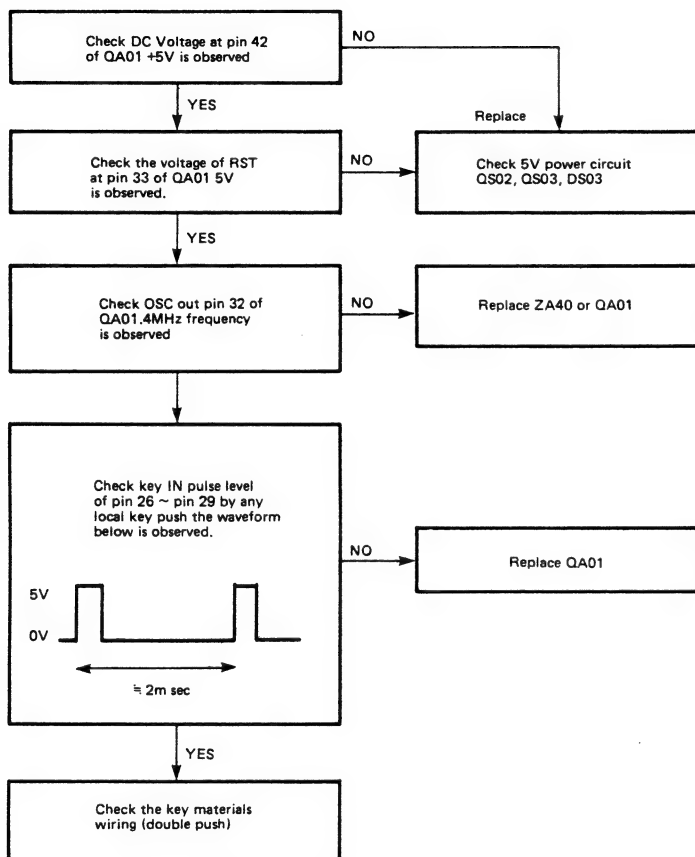 Check DC Voltage at pin 42
of QA01 +5V is observed
NO
YES
Replace
Check the voltage of RST
at pin 33 of QA01 5V
is observed.
NO
Check 5V power circuit
QS02, QS03, DS03
YES
Check OSC out pin 32 of
QA01.4MHz frequency
is observed
NO
Replace ZA40 or QA01
Check key IN pulse level
of pin 26 ~ pin 29 by any
local key push the waveform
below is observed.
NO
Replace QA01
5V
0V
≒ 2m sec
YES
Check the key materials
wiring (double push)